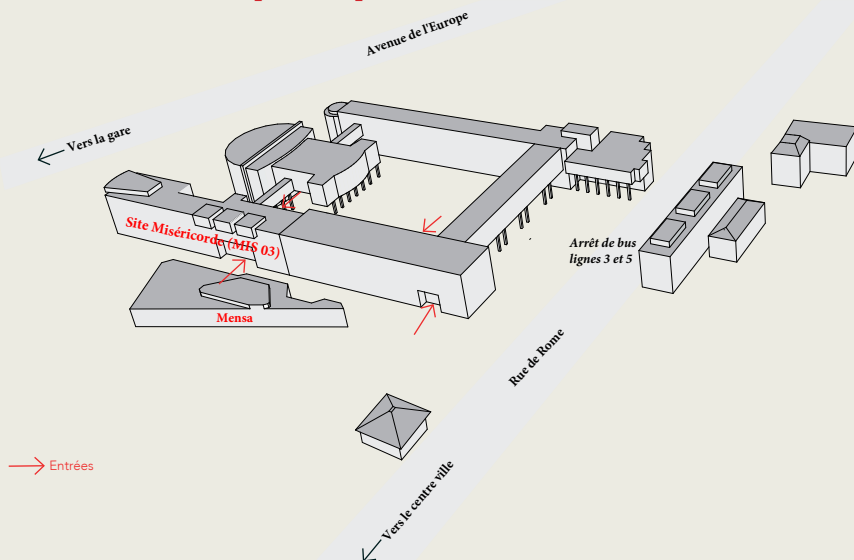 Avenue de l'Europe
Vers la gare
Site Miséricorde (MIS 03)
Arrêt de bus
lignes 3 et 5
Mensa
Rue de Rome
Entrées
Vers le centre ville